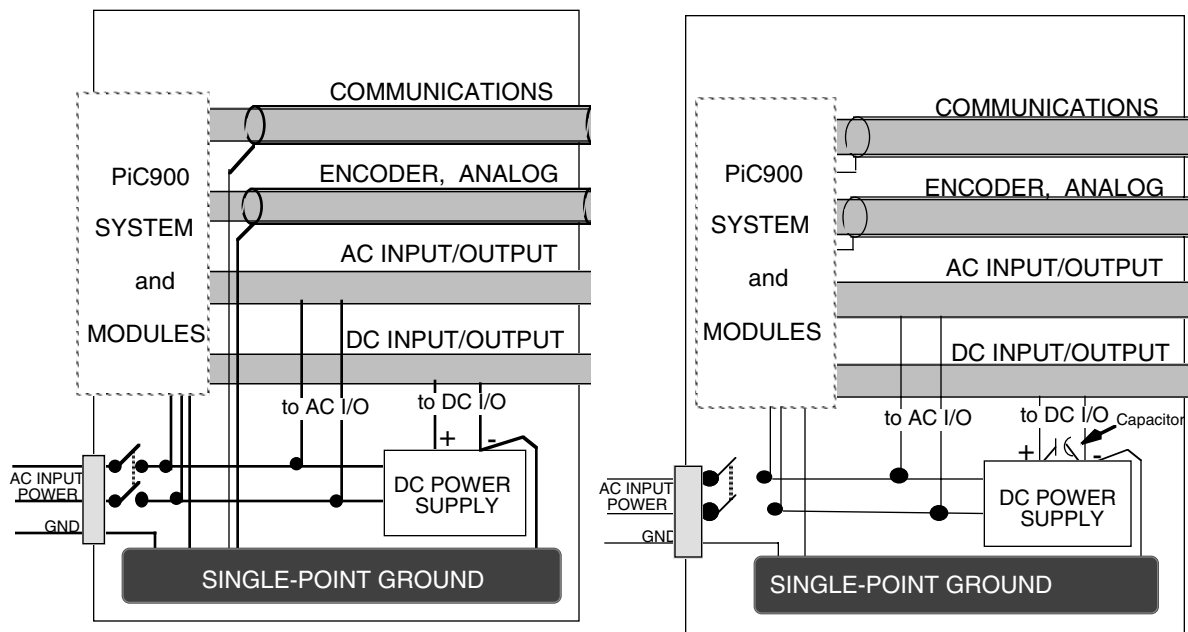 COMMUNICATIONS
PiC900
SYSTEM
and
MODULES
ENCODER, ANALOG
AC INPUT/OUTPUT
DC INPUT/OUTPUT
to AC I/O
to DC I/O
+
-
AC INPUT
POWER
GND
DC POWER
SUPPLY
SINGLE-POINT GROUND
COMMUNICATIONS
PiC900
SYSTEM
and
MODULES
ENCODER, ANALOG
AC INPUT/OUTPUT
DC INPUT/OUTPUT
to AC I/O
to DC I/O
Capacitor
+
-
AC INPUT
POWER
GND
DC POWER
SUPPLY
SINGLE-POINT GROUND